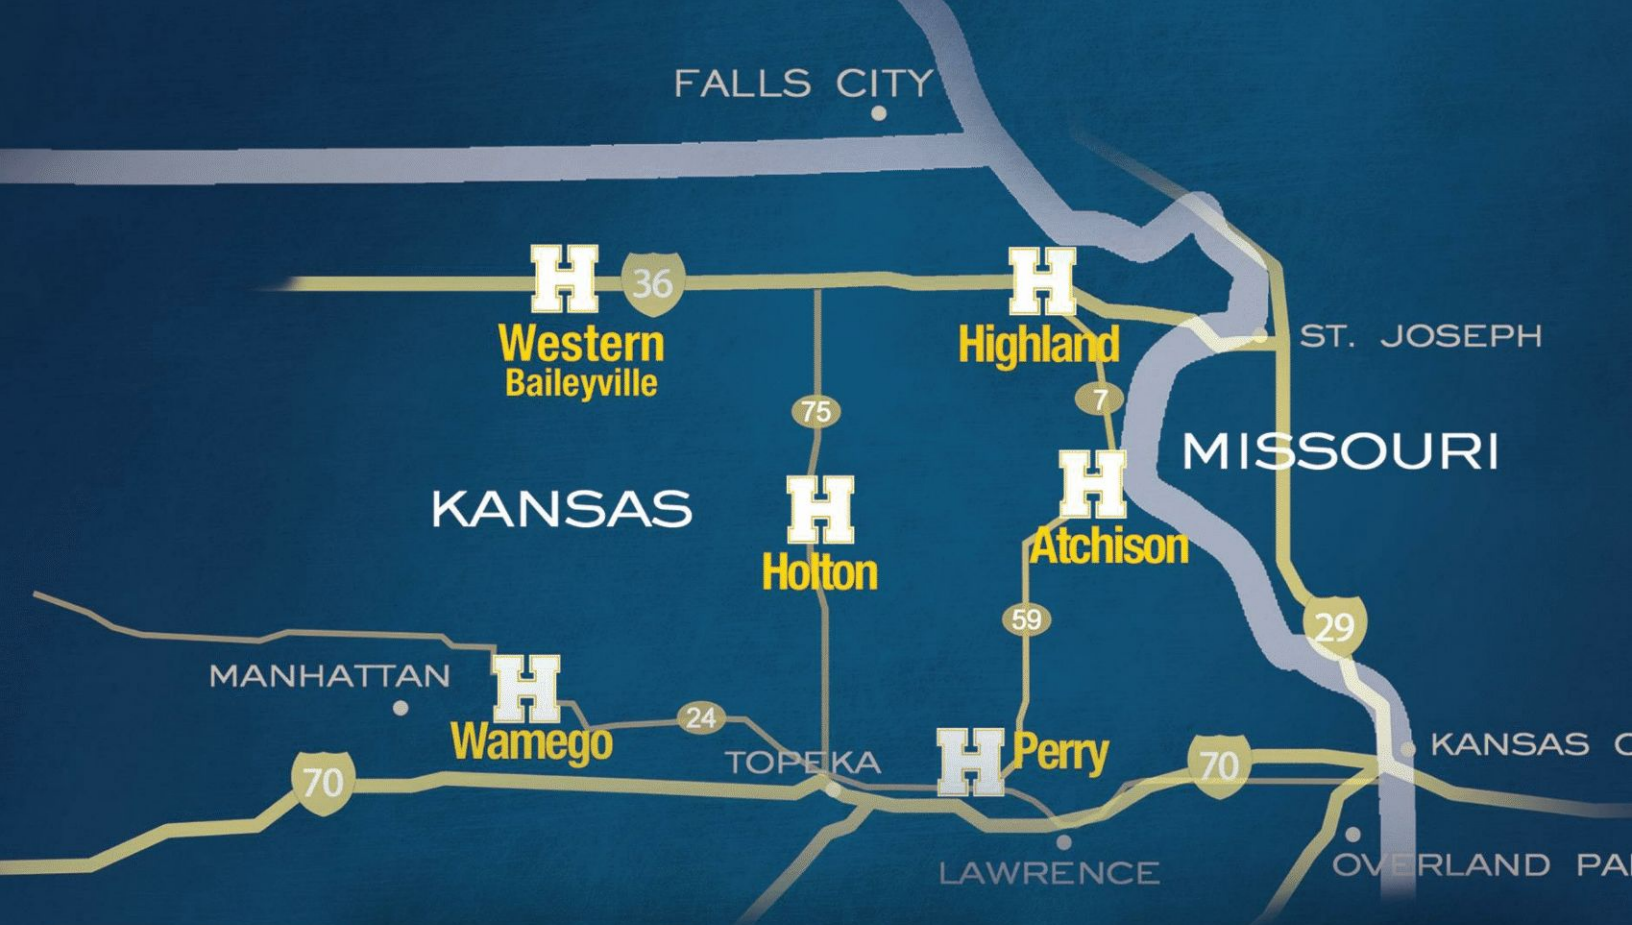 FALLS CITY
H
36
H
Western
Baileyville
Highland
ST. JOSEPH
75
7
MISSOURI
KANSAS
H
H
Holton
Atchison
59
29
MANHATTAN
H
Wamego
24
TOPEKA
H
Perry
70
70
KANSAS C
LAWRENCE
OVERLAND PA